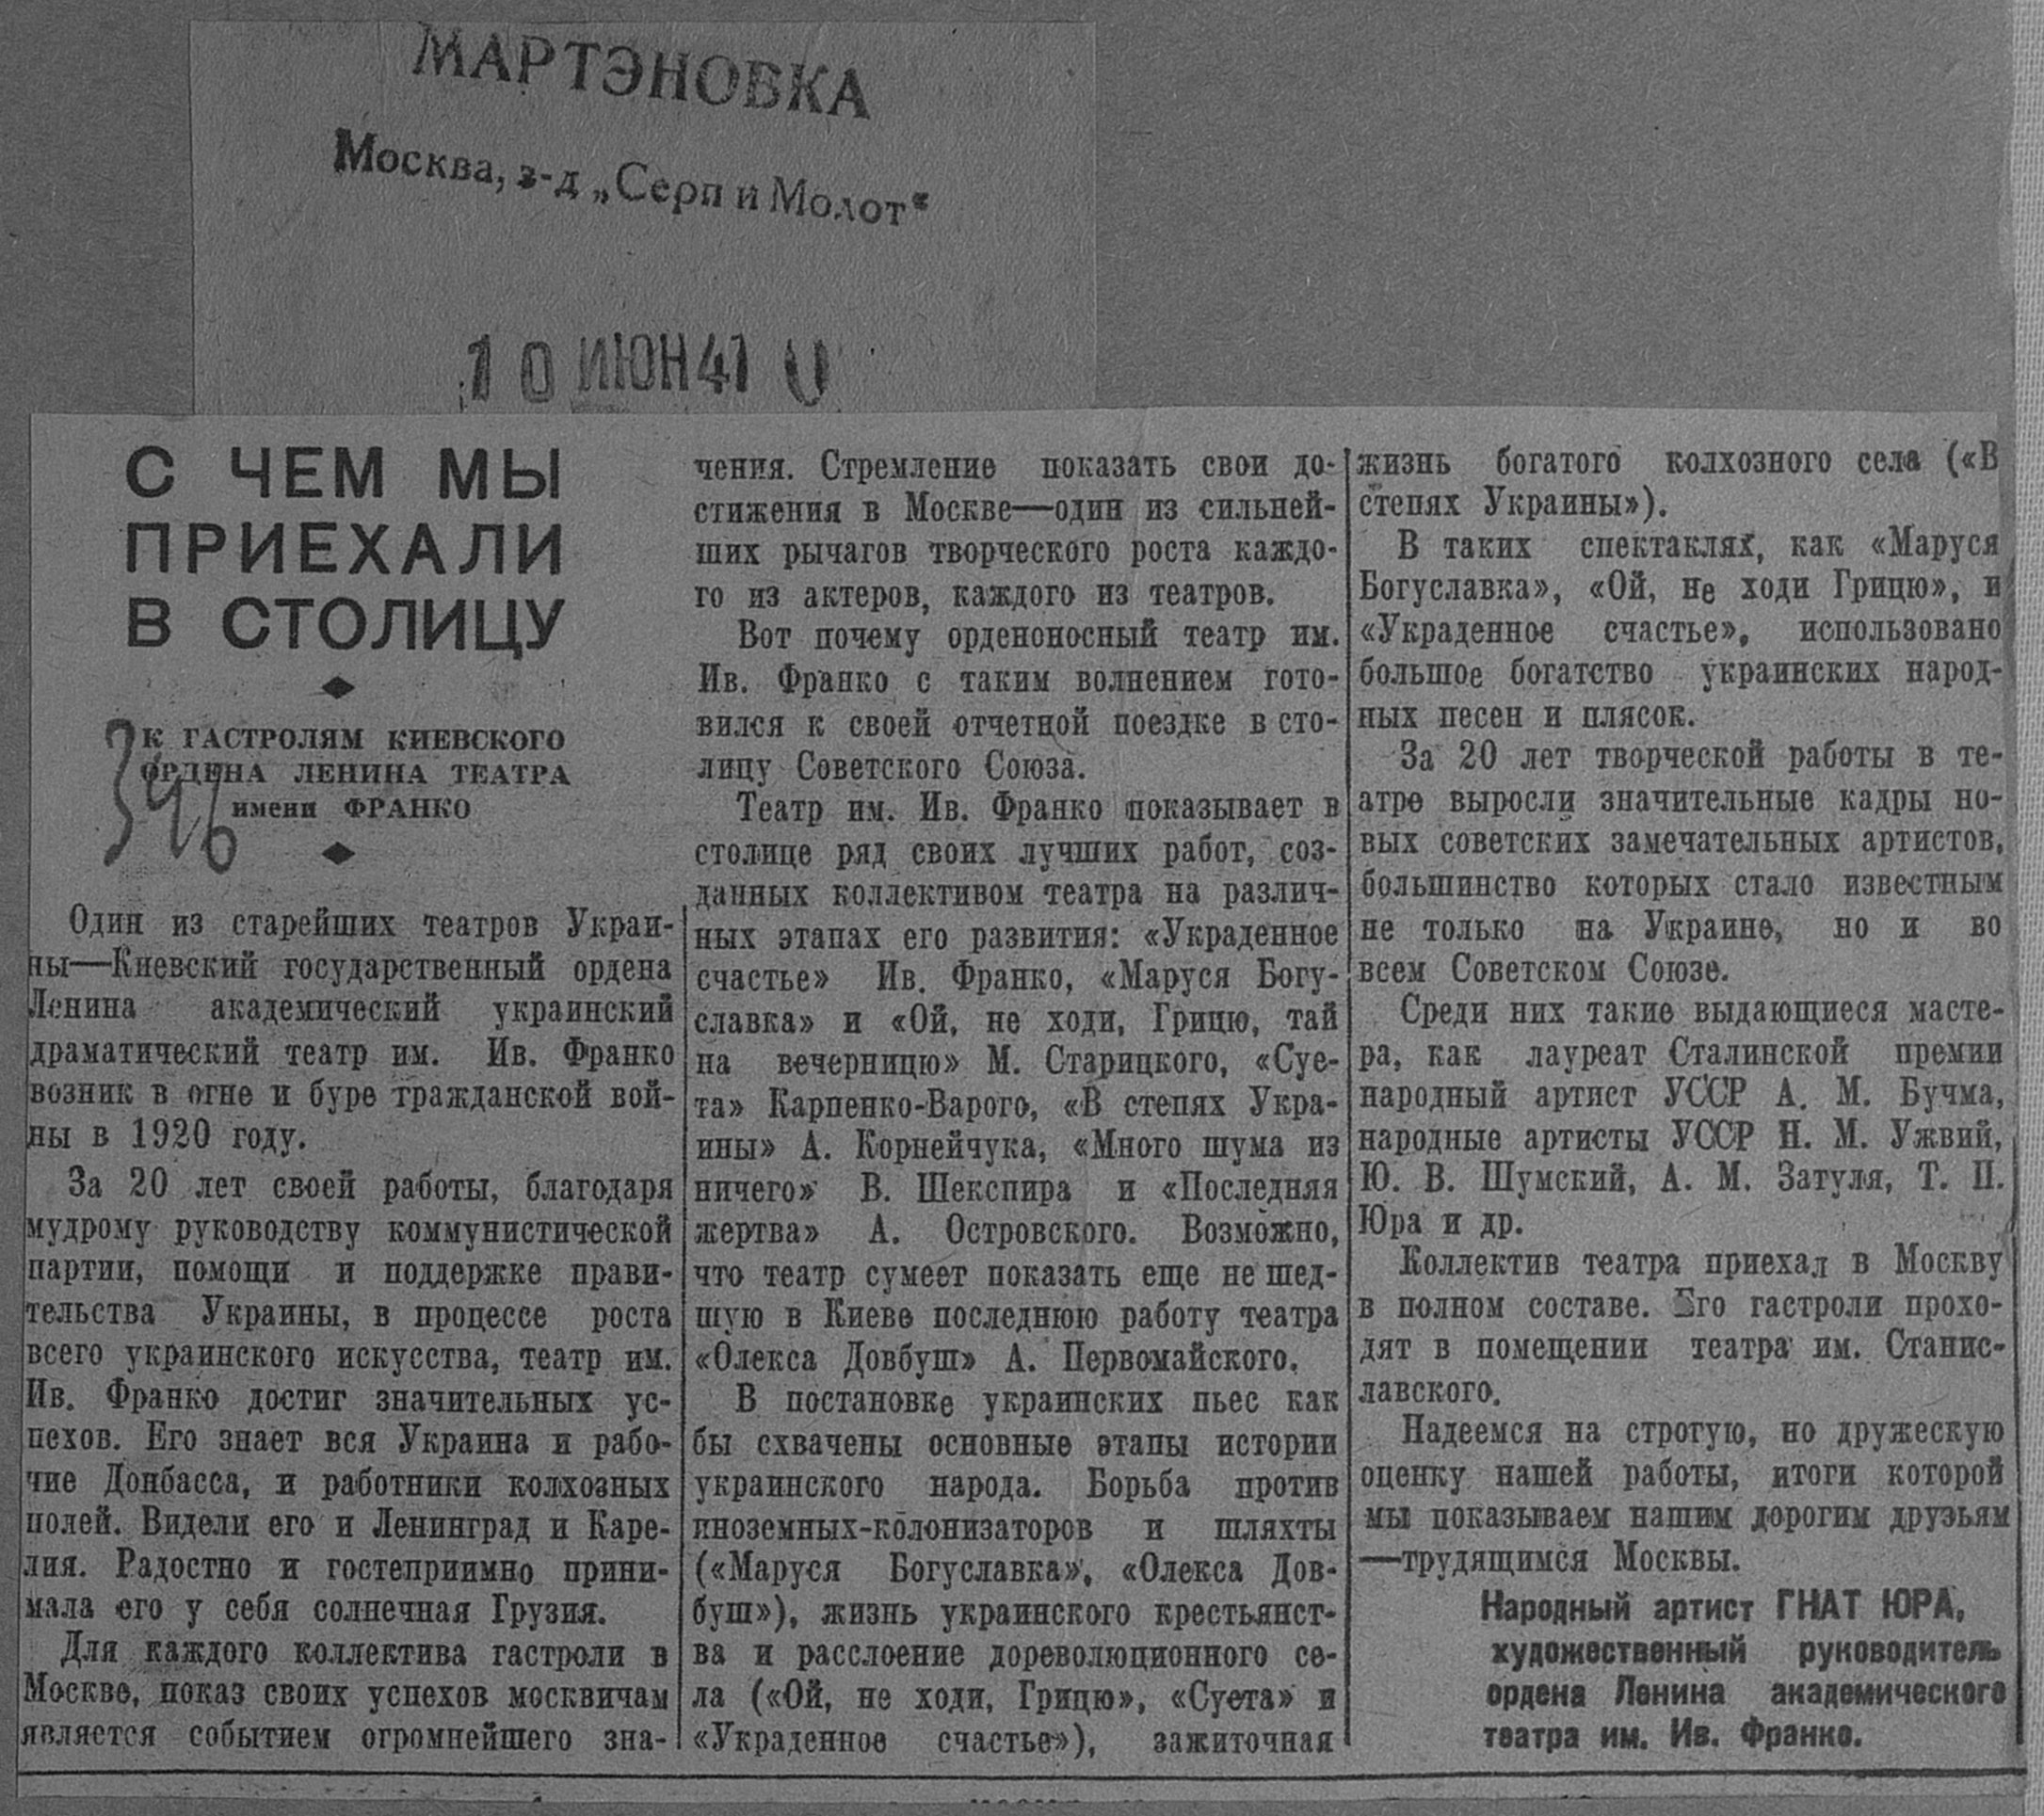 МАРТЭНОВКА
Москва, з-д „Серп и Молот“
10 ИЮН 41
С ЧЕМ МЫ
ПРИЕХАЛИ
В СТОЛИЦУ
К ГАСТРОЛЯМ КИЕВСКОГО
ОРДЕНА ЛЕНИНА ТЕАТРА
имени ФРАНКО
346
Один из старейших театров Украи-
ны—Киевский государственный ордена
Ленина академический украинский
драматический театр им. Ив. Франко
возник в огне и буре гражданской вой-
ны в 1920 году.
За 20 лет своей работы, благодаря
мудрому руководству коммунистической
партии, помощи и поддержке прави-
тельства Украины, в процессе роста
всего украинского искусства, театр им.
Ив. Франко достиг значительных ус-
пехов. Его знает вся Украина и рабо-
чие Донбасса, и работники колхозных
полей. Видели его и Ленинград и Каре-
лия. Радостно и гостеприимно прини-
мала его у себя солнечная Грузия.
Для каждого коллектива гастроли в
Москве, показ своих успехов москвичам
является событием огромнейшего зна-
чения. Стремление показать свои до-
стижения в Москве—один из сильней-
ших рычагов творческого роста каждо-
го из актеров, каждого из театров.
Вот почему орденоносный театр им.
Ив. Франко с таким волнением гото-
вился к своей отчетной поездке в сто-
лицу Советского Союза.
Театр им. Ив. Франко показывает в
столице ряд своих лучших работ, соз-
данных коллективом театра на различ-
ных этапах его развития: «Украденное
счастье» Ив. Франко, «Маруся Богу-
славка» и «Ой, не ходи, Грицю, тай
на вечерницю» М. Старицкого, «Суе-
та» Карпенко-Варого, «В степях Укра-
ины» А. Корнейчука, «Много шума из
ничего» В. Шекспира и «Последняя
жертва» А. Островского. Возможно,
что театр сумеет показать еще не шед-
шую в Киеве последнюю работу театра
«Олекса Довбуш» А. Первомайского.
В постановке украинских пьес как
бы схвачены основные этапы истории
украинского народа. Борьба против
иноземных-колонизаторов и шляхты
(«Маруся Богуславка», «Олекса Дов-
буш»), жизнь украинского крестьянст-
ва и расслоение дореволюционного се-
ла («Ой, не ходи, Грицю», «Суета» и
«Украденное счастье»), зажиточная
жизнь богатого колхозного села («В
степях Украины»).
В таких спектаклях, как «Маруся
Богуславка», «Ой, не ходи Грицю», и
«Украденное счастье», использовано
большое богатство украинских народ-
ных песен и плясок.
За 20 лет творческой работы в те-
атре выросли значительные кадры но-
вых советских замечательных артистов,
большинство которых стало известным
не только на Украине, но и во
всем Советском Союзе.
Среди них такие выдающиеся масте-
ра, как лауреат Сталинской премии
народный артист УССР А. М. Бучма,
народные артисты УССР Н. М. Ужвий,
Ю. В. Шумский, А. М. Затуля, Т. П.
Юра и др.
Коллектив театра приехал в Москву
в полном составе. Его гастроли прохо-
дят в помещении театра им. Станис-
лавского.
Надеемся на строгую, но дружескую
оценку нашей работы, итоги которой
мы показываем нашим дорогим друзьям
—трудящимся Москвы.
Народный артист ГНАТ ЮРА,
художественный руководитель
ордена Ленина академического
театра им. Ив. Франко.